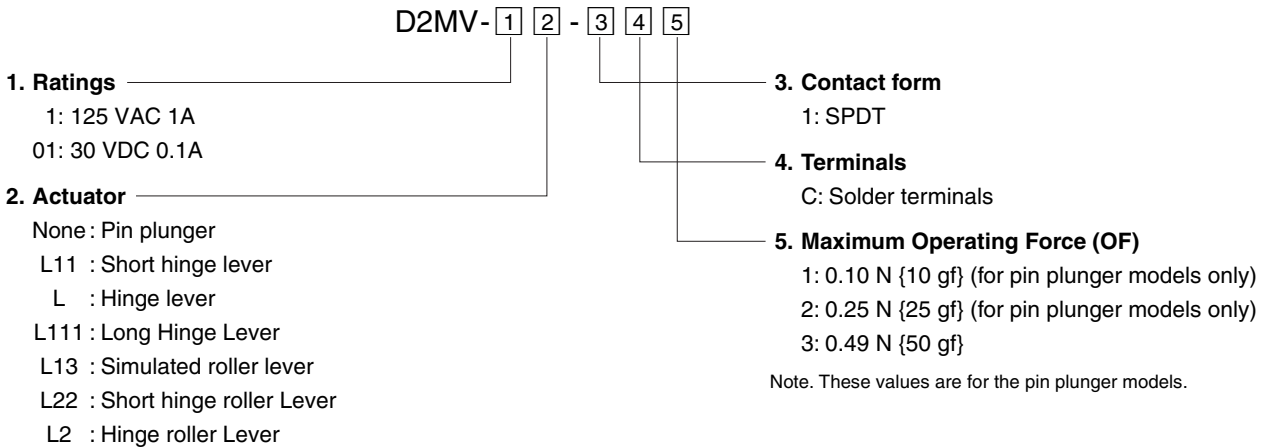 D2MV- 1 2 - 3 4 5
1. Ratings
1: 125 VAC 1A
01: 30 VDC 0.1A
2. Actuator
None : Pin plunger
L11 : Short hinge lever
L : Hinge lever
L111 : Long Hinge Lever
L13 : Simulated roller lever
L22 : Short hinge roller Lever
L2 : Hinge roller Lever
3. Contact form
1: SPDT
4. Terminals
C: Solder terminals
5. Maximum Operating Force (OF)
1: 0.10 N {10 gf} (for pin plunger models only)
2: 0.25 N {25 gf} (for pin plunger models only)
3: 0.49 N {50 gf}
Note. These values are for the pin plunger models.